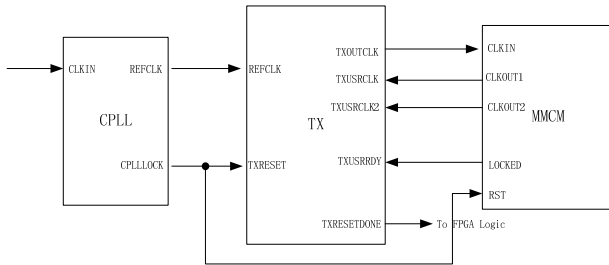 CLKIN REFCLK
CPLL
CPLLLOCK
REFCLK
TX
TXRESET
TXOUTCLK
TXUSRCLK
TXUSRCLK2
TXUSRRDY
TXRESETDONE
To FPGA Logic
CLKIN
CLKOUT1
CLKOUT2
MMCM
LOCKED
RST